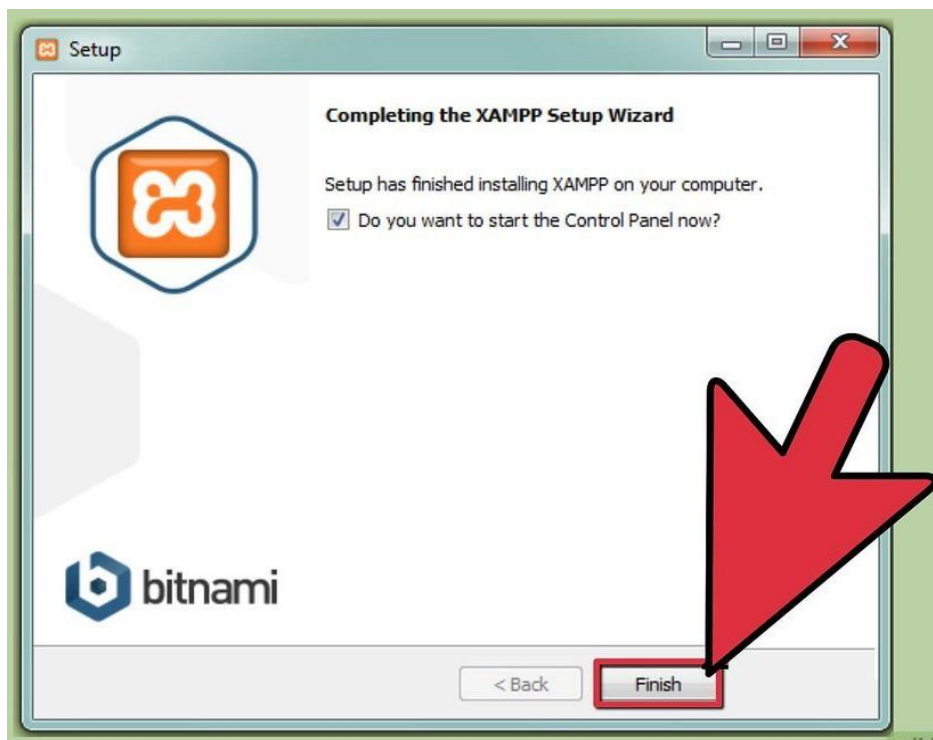 Setup
Completing the XAMPP Setup Wizard
Setup has finished installing XAMPP on your computer.
Do you want to start the Control Panel now?
bitnami
< Back
Finish